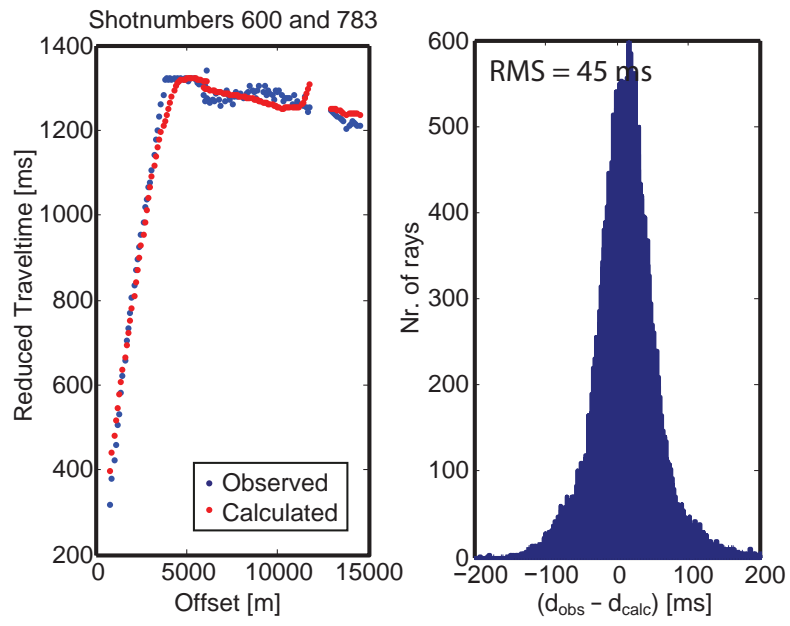 Shotnumbers 600 and 783
1400
1200
1000
800
600
400
200
Reduced Traveltime [ms]
Observed
Calculated
0
5000
10000
15000
Offset [m]
RMS = 45 ms
600
500
400
300
200
100
0
Nr. of rays
−200
−100
0
100
200
(d_obs − d_calc) [ms]